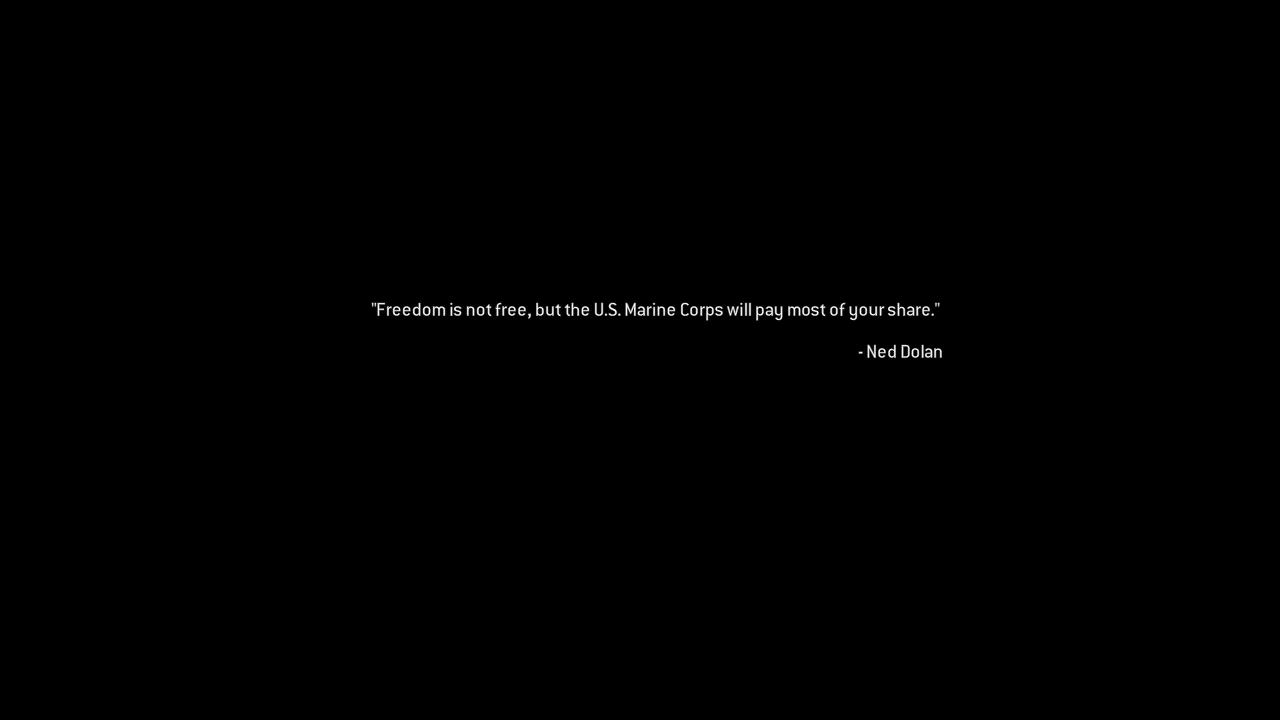 "Freedom is not free, but the U.S. Marine Corps will pay most of your share."
- Ned Dolan